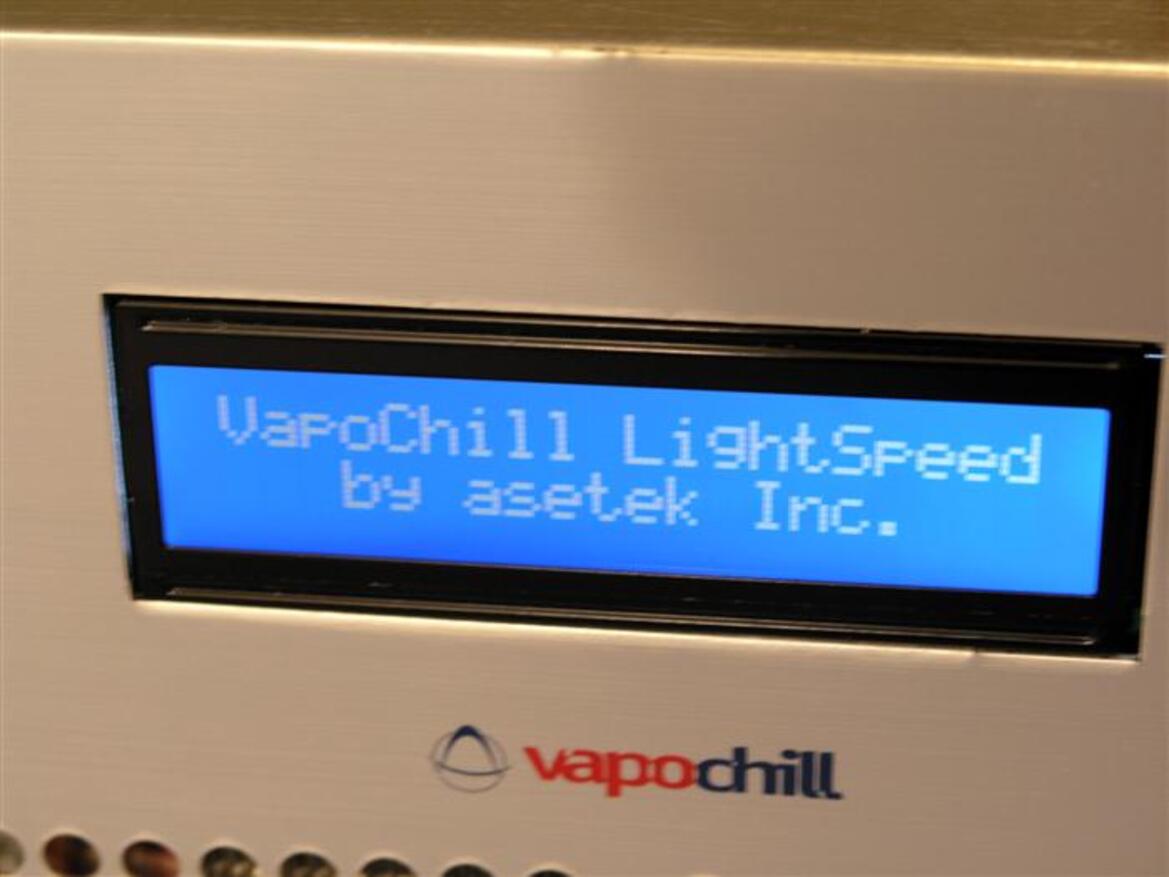 VapoChill LightSpeed
by asetek Inc.
vapochill